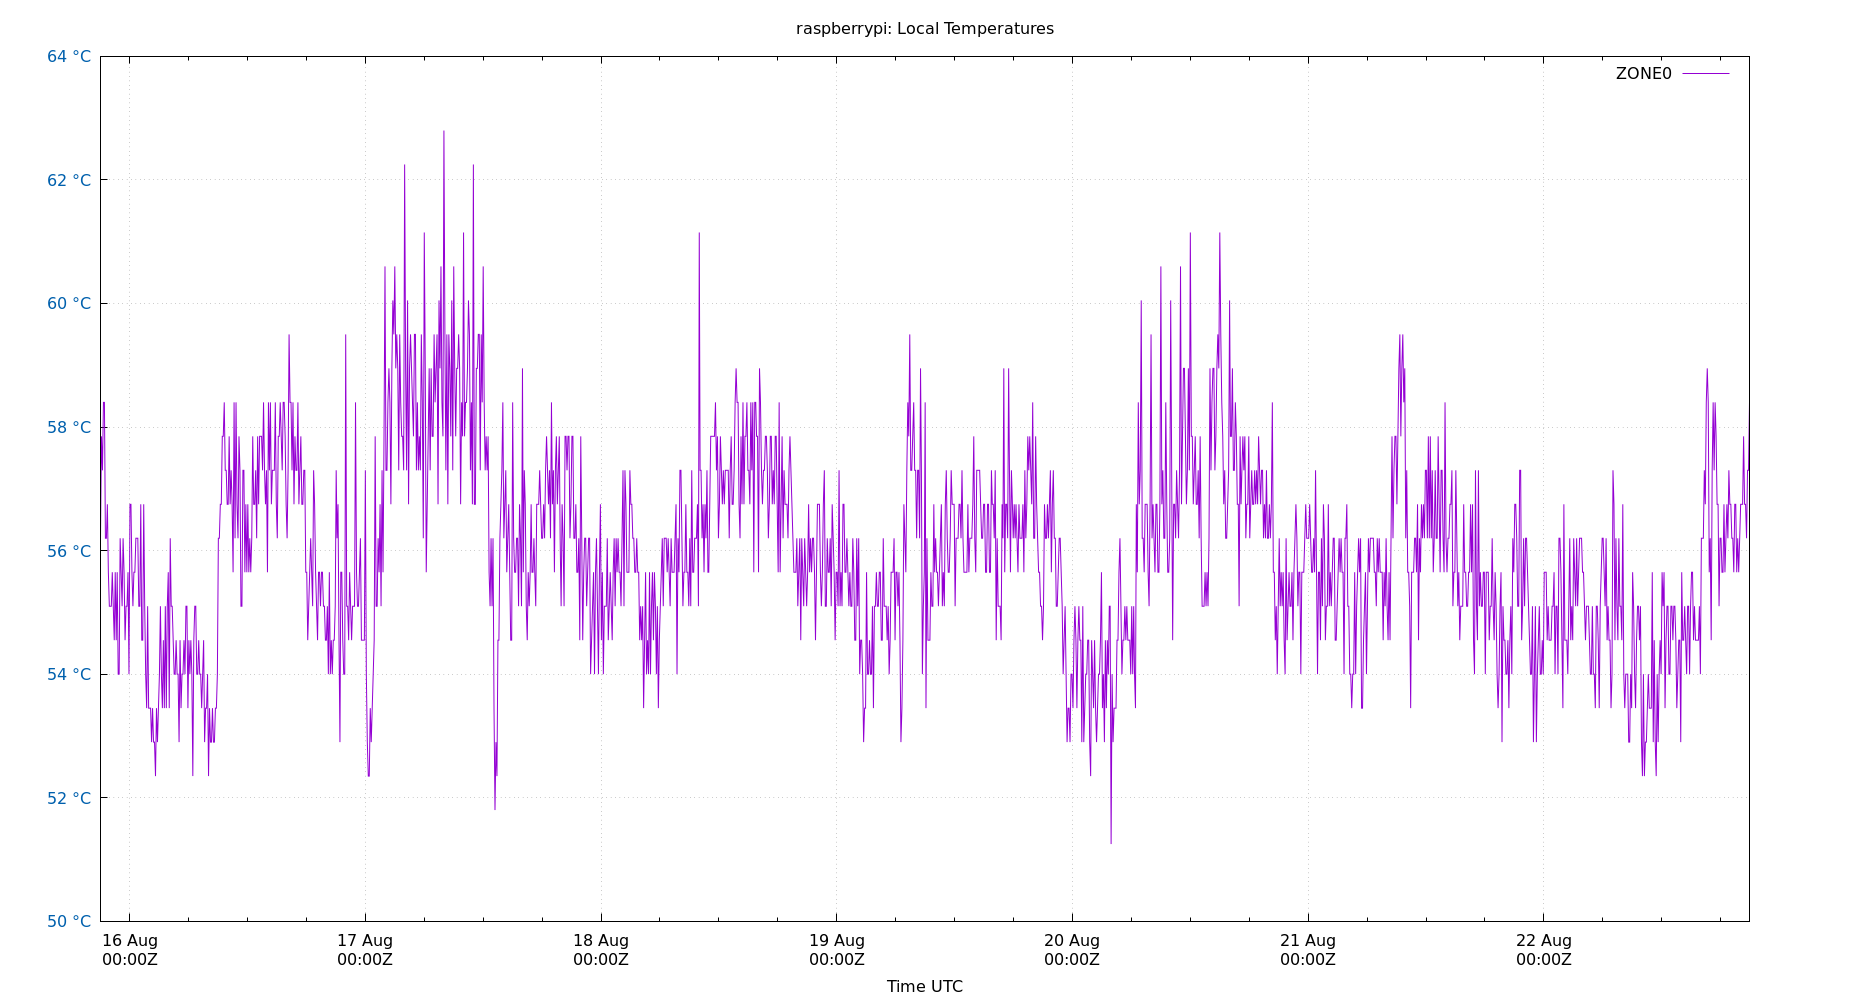 raspberrypi: Local Temperatures
64 °C
ZONE0
62 °C
60 °C
58 °C
56 °C
54 °C
52 °C
50 °C
16 Aug 17 Aug 18 Aug 19 Aug 20 Aug 21 Aug 22 Aug
00:00Z 00:00Z 00:00Z 00:00Z 00:00Z 00:00Z 00:00Z
Time UTC